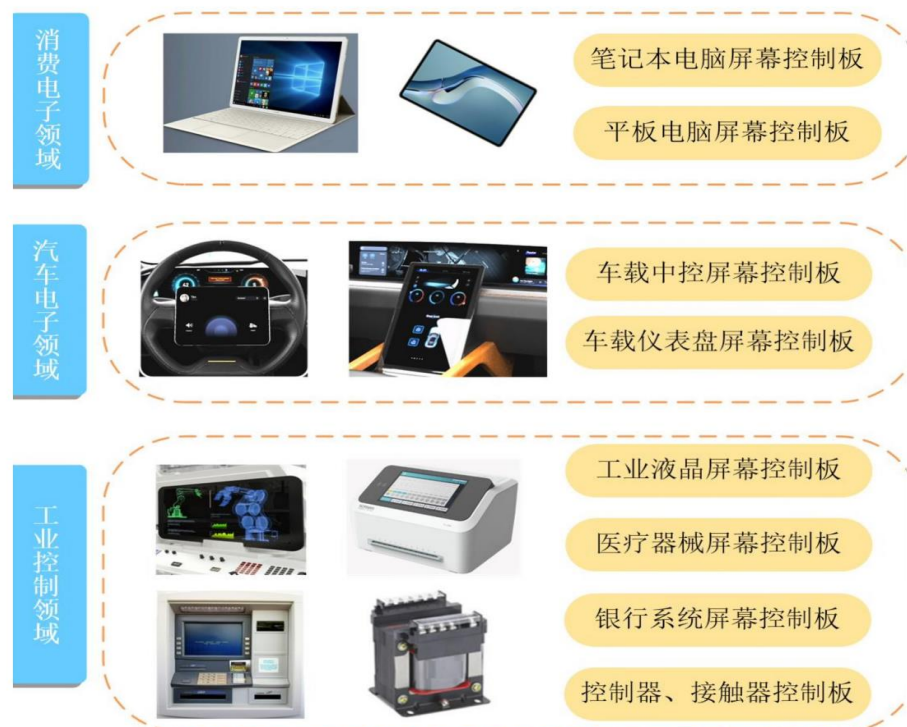 消费电子领域
笔记本电脑屏幕控制板
平板电脑屏幕控制板
汽车电子领域
车载中控屏幕控制板
车载仪表盘屏幕控制板
工业控制领域
工业液晶屏幕控制板
医疗器械屏幕控制板
银行系统屏幕控制板
控制器、接触器控制板